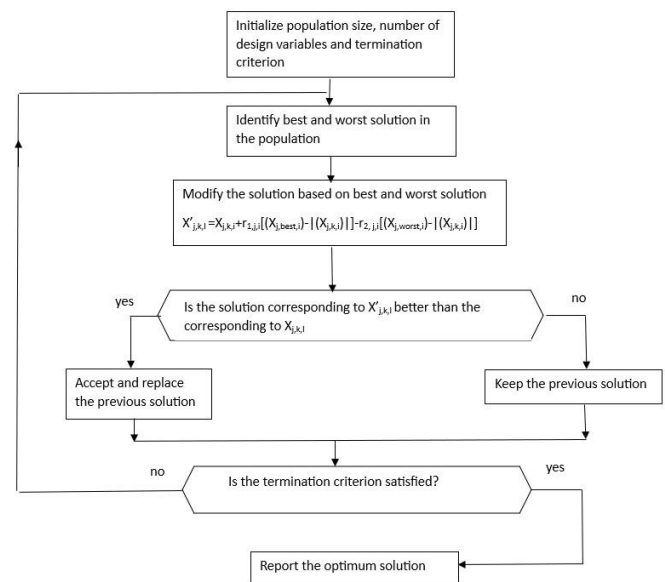 Initialize population size, number of
design variables and termination
criterion
Identify best and worst solution in
the population
Modify the solution based on best and worst solution
X'j,k,I =Xj,k,i+r1,j,i[(Xj,best,i)-|(Xj,k,i)|]-r2, j,i[(Xj,worst,i)-|(Xj,k,i)|]
yes
no
Is the solution corresponding to X'j,k,I better than the
corresponding to Xj,k,I
Accept and replace
the previous solution
Keep the previous solution
no
yes
Is the termination criterion satisfied?
Report the optimum solution